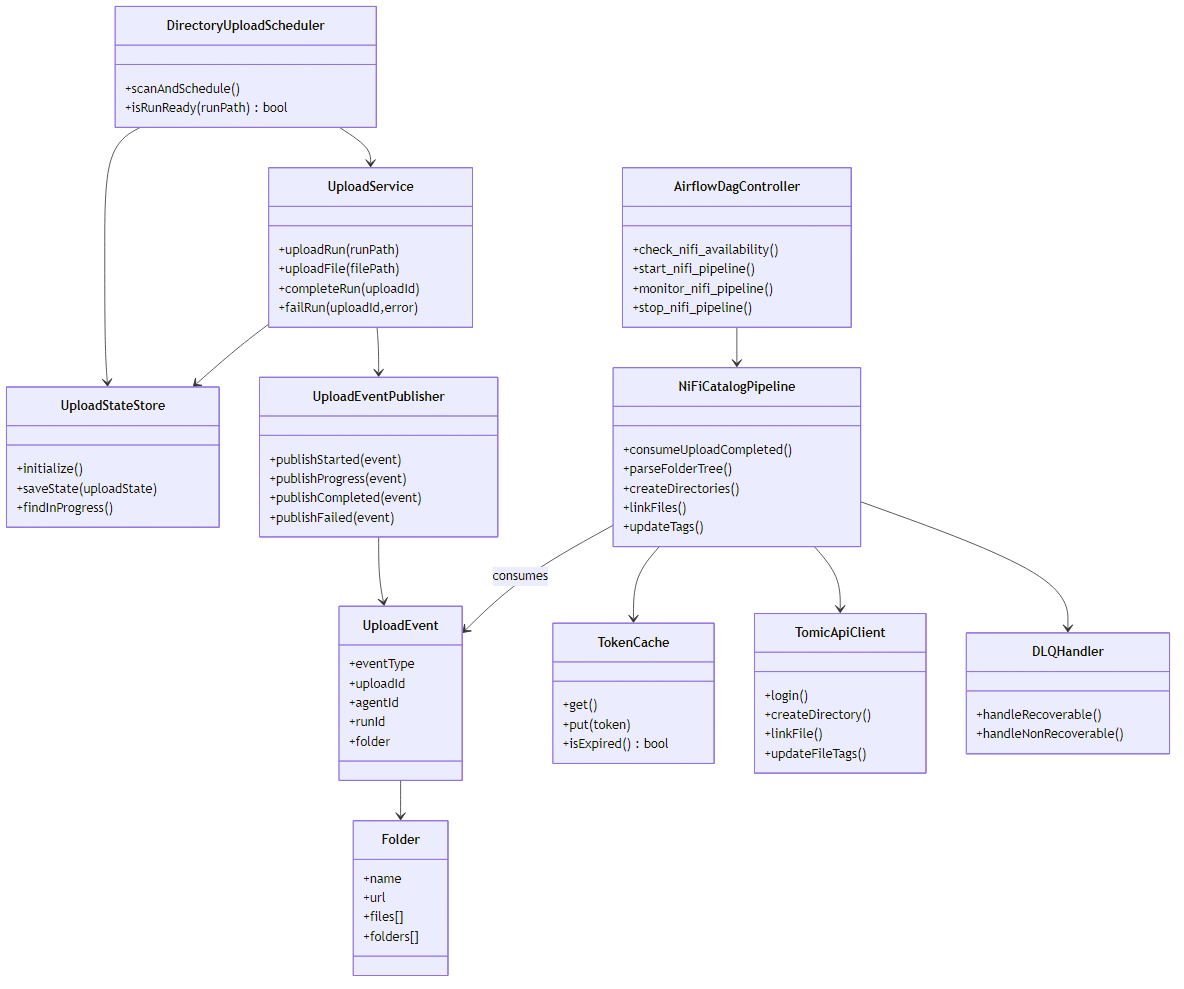 DirectoryUploadScheduler
+scanAndSchedule()
+isRunReady(runPath) : bool
UploadService
+uploadRun(runPath)
+uploadFile(filePath)
+completeRun(uploadId)
+failRun(uploadId,error)
AirflowDagController
+check_nifi_availability()
+start_nifi_pipeline()
+monitor_nifi_pipeline()
+stop_nifi_pipeline()
UploadStateStore
+initialize()
+saveState(uploadState)
+findInProgress()
UploadEventPublisher
+publishStarted(event)
+publishProgress(event)
+publishCompleted(event)
+publishFailed(event)
NiFiCatalogPipeline
+consumeUploadCompleted()
+parseFolderTree()
+createDirectories()
+linkFiles()
+updateTags()
consumes
UploadEvent
+eventType
+uploadId
+agentId
+runId
+folder
TokenCache
+get()
+put(token)
+isExpired() : bool
TomicApiClient
+login()
+createDirectory()
+linkFile()
+updateFileTags()
DLQHandler
+handleRecoverable()
+handleNonRecoverable()
Folder
+name
+url
+files[]
+folders[]